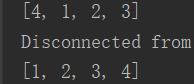 [4, 1, 2, 3]
Disconnected from
[1, 2, 3, 4]